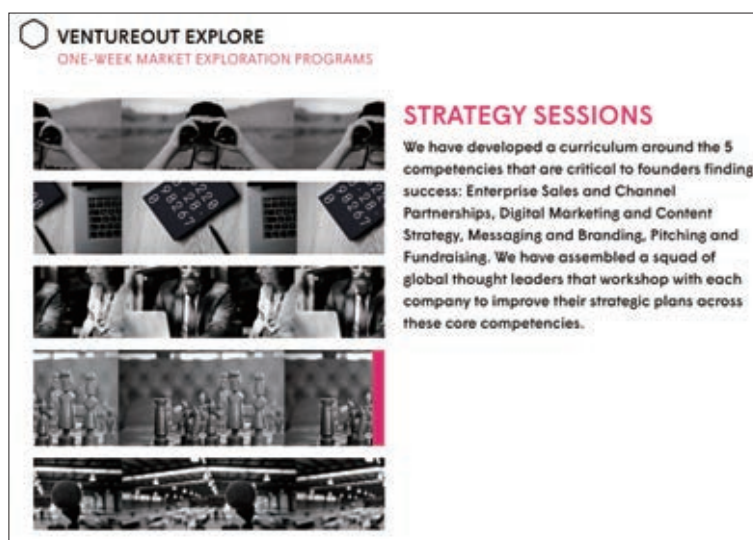 VENTUREOUT EXPLORE
ONE-WEEK MARKET EXPLORATION PROGRAMS
STRATEGY SESSIONS
We have developed a curriculum around the 5
competencies that are critical to founders finding
success: Enterprise Sales and Channel
Partnerships, Digital Marketing and Content
Strategy, Messaging and Branding, Pitching and
Fundraising. We have assembled a squad of
global thought leaders that workshop with each
company to improve their strategic plans across
these core competencies.